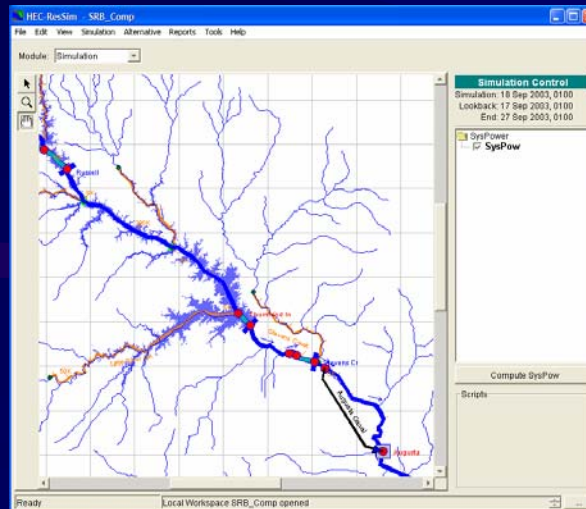 HEC-ResSim - SRB_Comp
File Edit View Simulation Alternative Reports Tools Help
Module: Simulation
Simulation Control
Simulation: 18 Sep 2003, 0100
Lookback: 17 Sep 2003, 0100
End: 27 Sep 2003, 0100
SysPower
SysPow
Russell
Stevens Cr
Augusta Canal
Augusta
Compute SysPow
Scripts
Ready
Local Workspace SRB_Comp opened
...